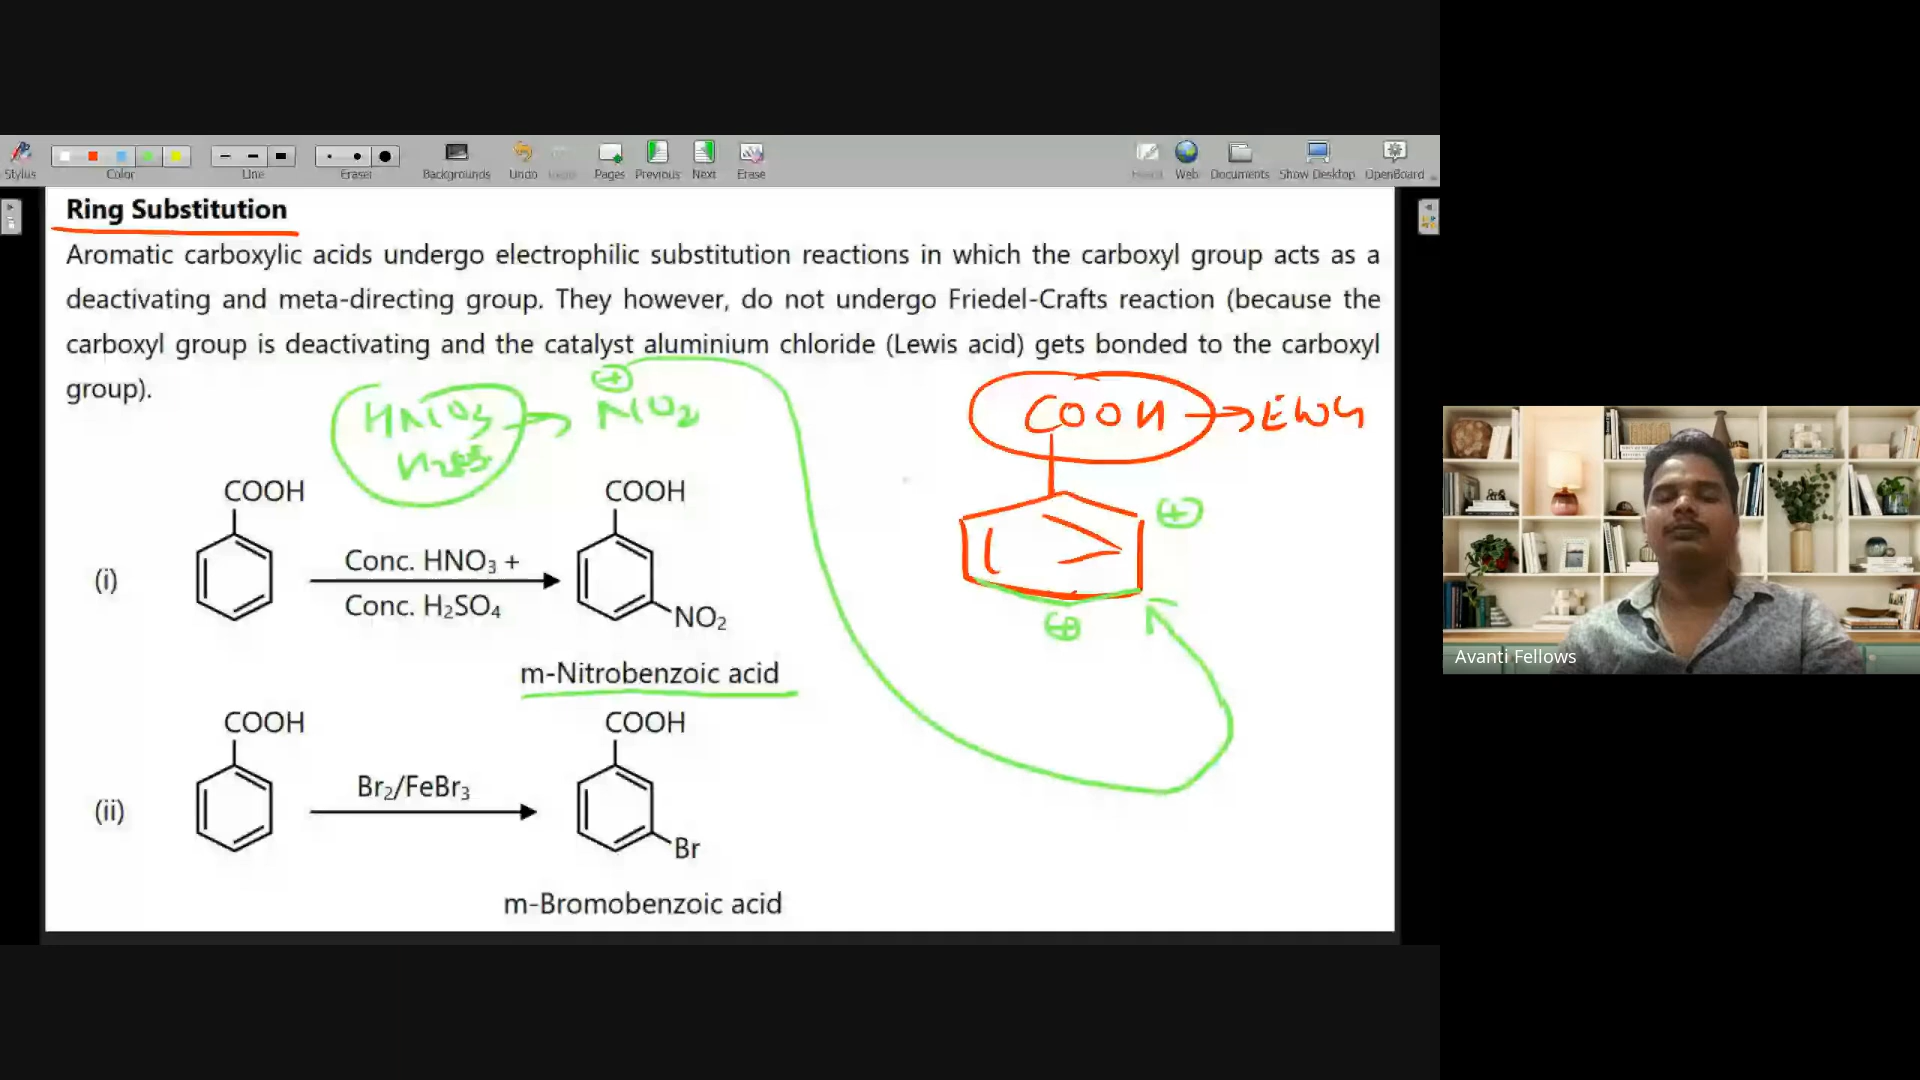 Stylus
Color
Line
Eraser
Backgrounds
Undo
Pages
Previous
Next
Erase
Web
Documents
Show Desktop
OpenBoard
Ring Substitution
Aromatic carboxylic acids undergo electrophilic substitution reactions in which the carboxyl group acts as a
deactivating and meta-directing group. They however, do not undergo Friedel-Crafts reaction (because the
carboxyl group is deactivating and the catalyst aluminium chloride (Lewis acid) gets bonded to the carboxyl
group).
HNO3 → ⊕NO2
COOH → EWG
⊕
⊕
COOH
COOH
(i)
Conc. HNO₃ +
Conc. H₂SO₄
NO₂
m-Nitrobenzoic acid
COOH
COOH
(ii)
Br₂/FeBr₃
Br
m-Bromobenzoic acid
Avanti Fellows